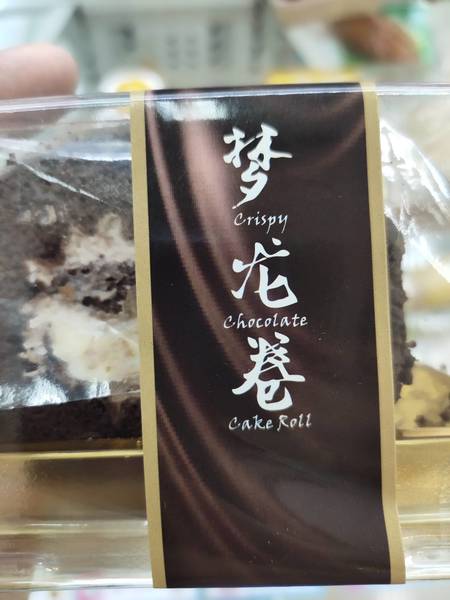 梦
Crispy
龙
Chocolate
卷
Cake Roll